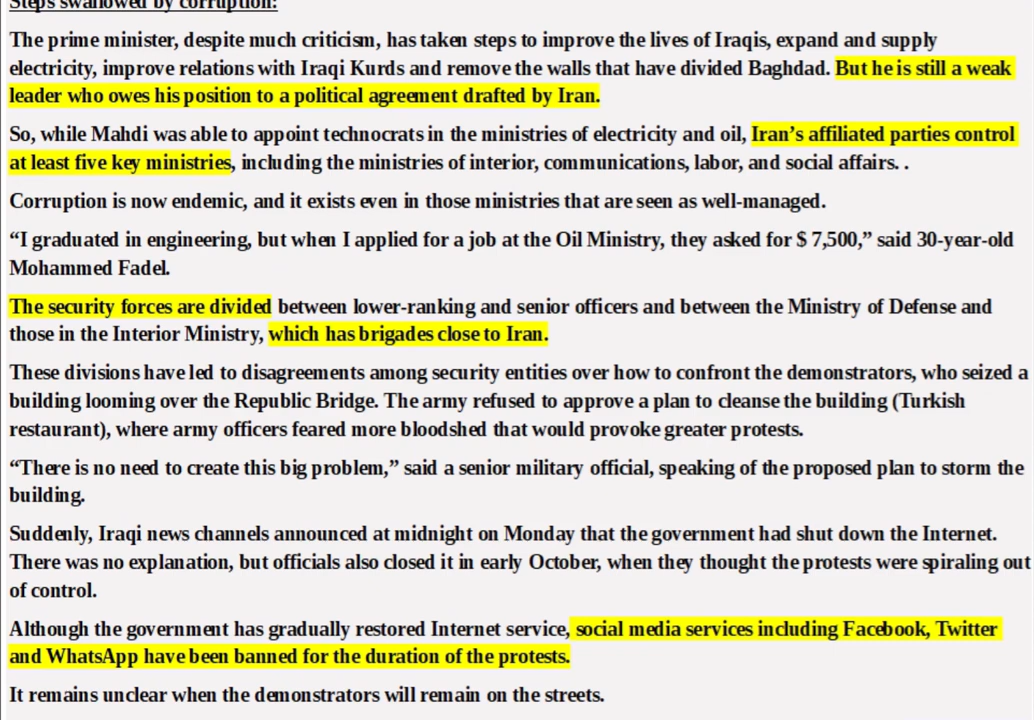 Steps swallowed by corruption:
The prime minister, despite much criticism, has taken steps to improve the lives of Iraqis, expand and supply
electricity, improve relations with Iraqi Kurds and remove the walls that have divided Baghdad. But he is still a weak
leader who owes his position to a political agreement drafted by Iran.
So, while Mahdi was able to appoint technocrats in the ministries of electricity and oil, Iran’s affiliated parties control
at least five key ministries, including the ministries of interior, communications, labor, and social affairs. .
Corruption is now endemic, and it exists even in those ministries that are seen as well-managed.
“I graduated in engineering, but when I applied for a job at the Oil Ministry, they asked for $ 7,500,” said 30-year-old
Mohammed Fadel.
The security forces are divided between lower-ranking and senior officers and between the Ministry of Defense and
those in the Interior Ministry, which has brigades close to Iran.
These divisions have led to disagreements among security entities over how to confront the demonstrators, who seized a
building looming over the Republic Bridge. The army refused to approve a plan to cleanse the building (Turkish
restaurant), where army officers feared more bloodshed that would provoke greater protests.
“There is no need to create this big problem,” said a senior military official, speaking of the proposed plan to storm the
building.
Suddenly, Iraqi news channels announced at midnight on Monday that the government had shut down the Internet.
There was no explanation, but officials also closed it in early October, when they thought the protests were spiraling out
of control.
Although the government has gradually restored Internet service, social media services including Facebook, Twitter
and WhatsApp have been banned for the duration of the protests.
It remains unclear when the demonstrators will remain on the streets.